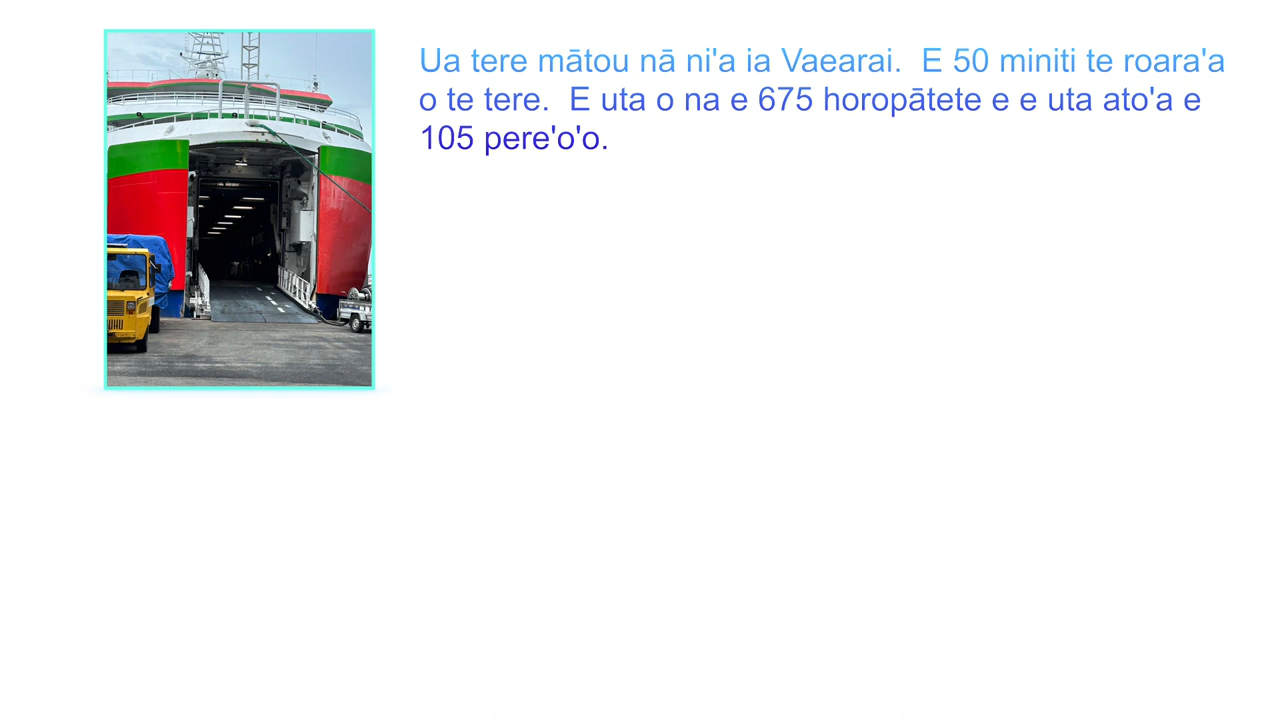 Ua tere mātou nā ni'a ia Vaearai.  E 50 miniti te roara'a
o te tere.  E uta o na e 675 horopātete e e uta ato'a e
105 pere'o'o.